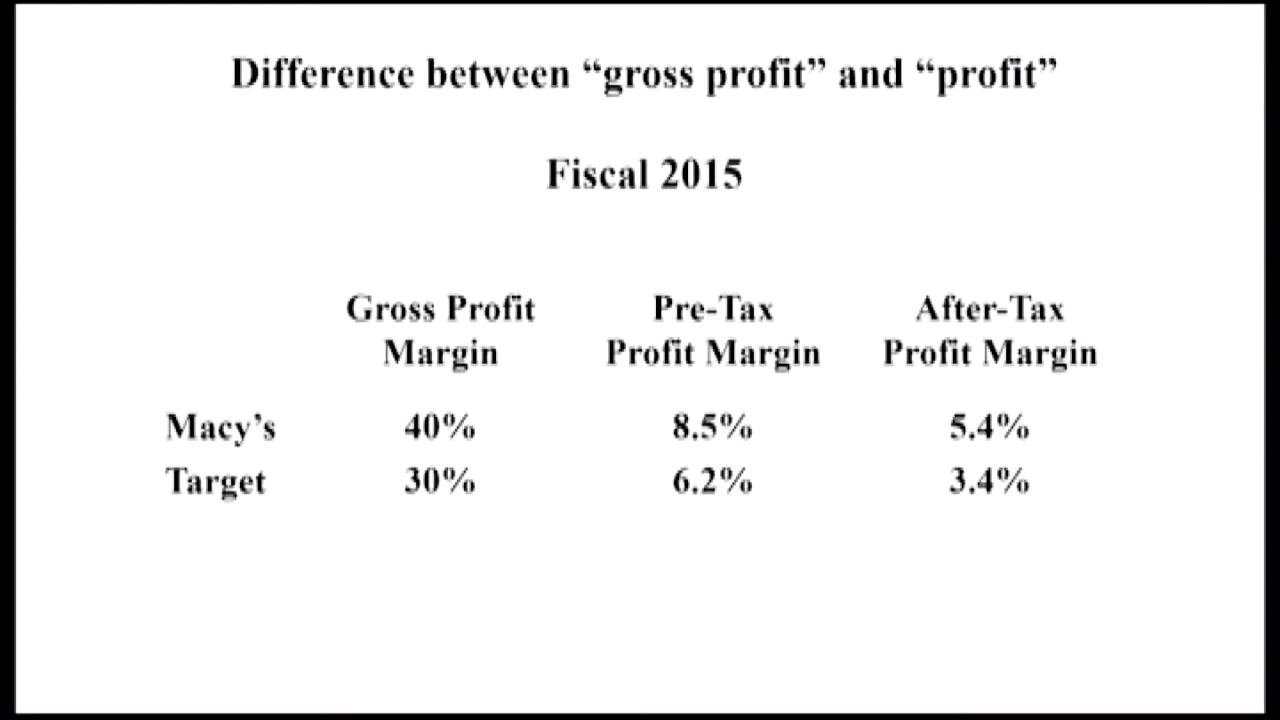 Difference between “gross profit” and “profit”
Fiscal 2015
Gross Profit Margin Pre-Tax Profit Margin After-Tax Profit Margin
Macy’s 40% 8.5% 5.4%
Target 30% 6.2% 3.4%